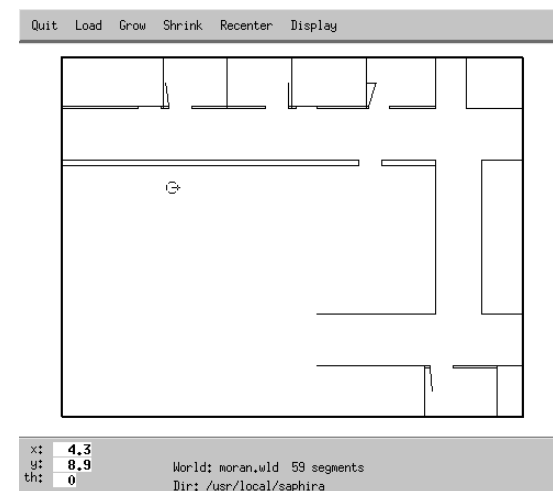 Quit Load Grow Shrink Recenter Display
x: 4.3
y: 8.9 World: moran.wld 59 segments
th: 0 Dir: /usr/local/saphira